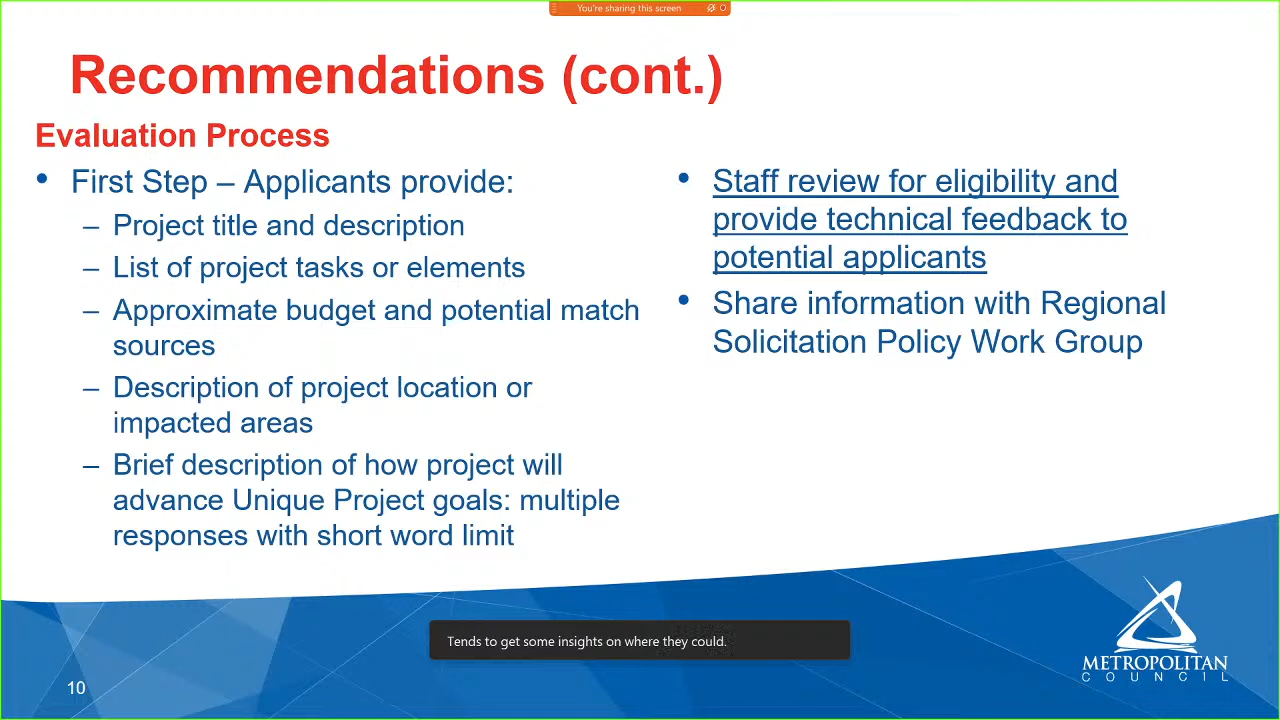 You're sharing this screen
Recommendations (cont.)
Evaluation Process
• First Step – Applicants provide:
– Project title and description
– List of project tasks or elements
– Approximate budget and potential match
sources
– Description of project location or
impacted areas
– Brief description of how project will
advance Unique Project goals: multiple
responses with short word limit
• Staff review for eligibility and
provide technical feedback to
potential applicants
• Share information with Regional
Solicitation Policy Work Group
Tends to get some insights on where they could.
METROPOLITAN
COUNCIL
10